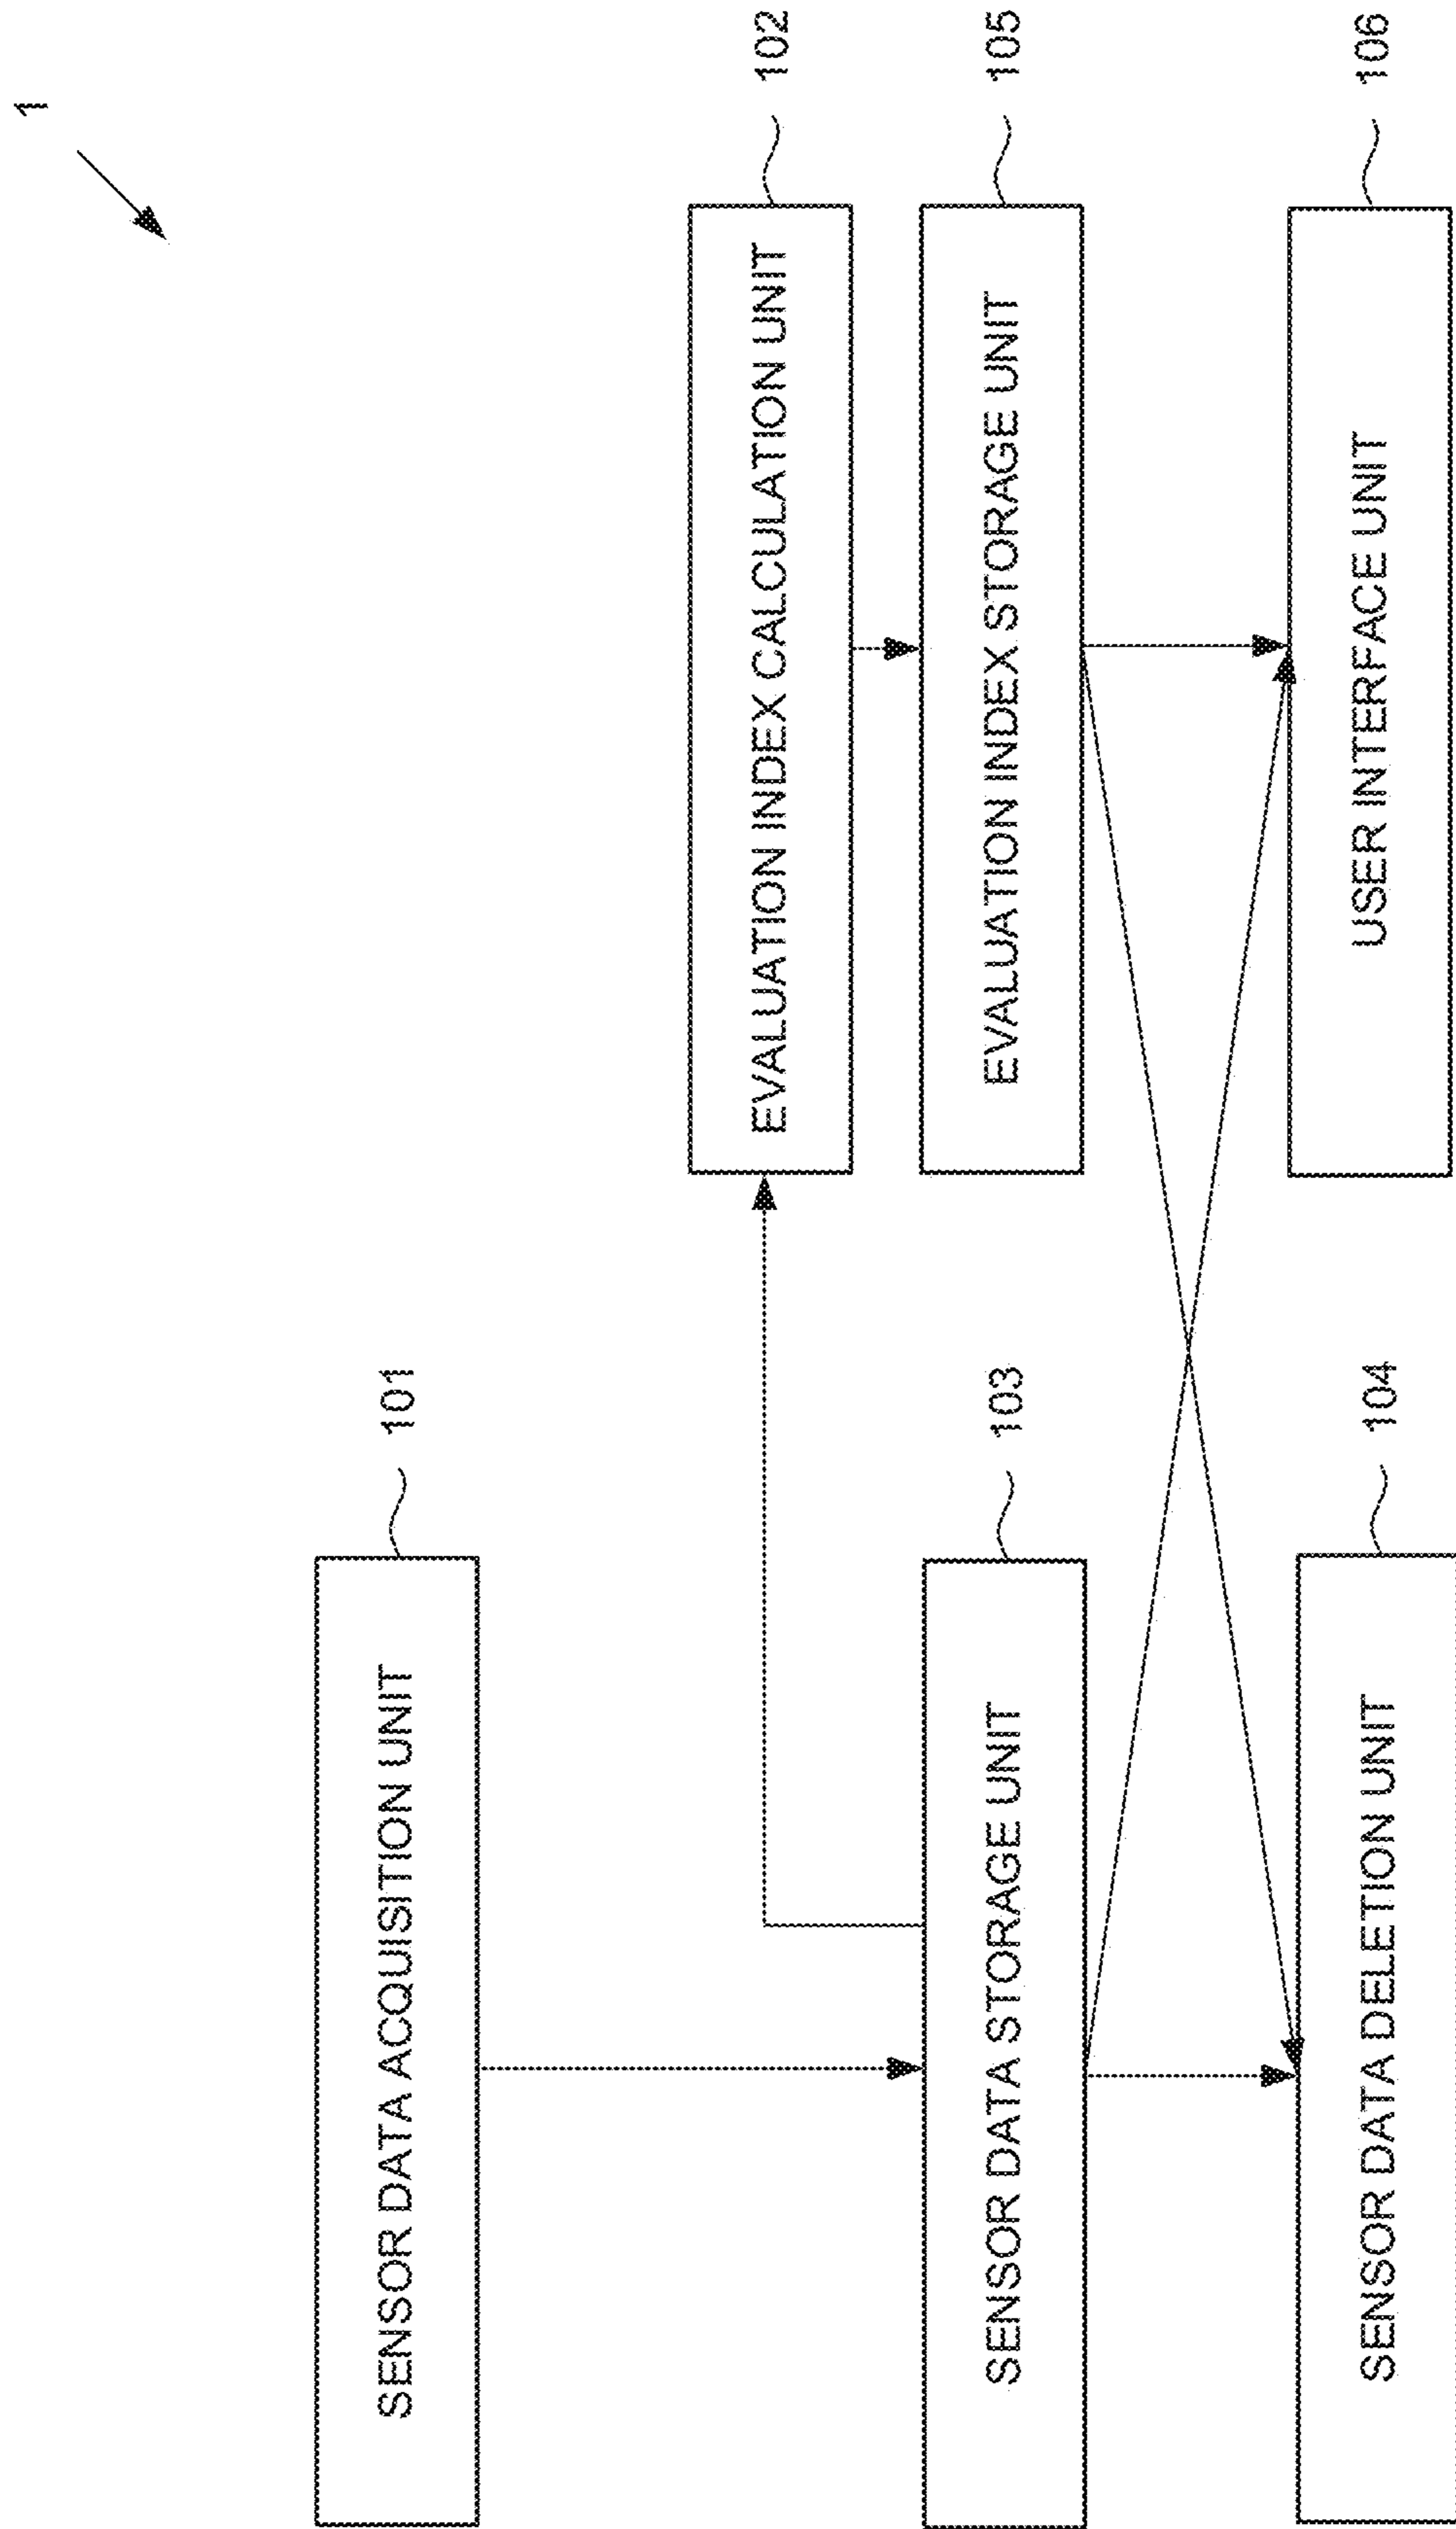 1
SENSOR DATA ACQUISITION UNIT
101
EVALUATION INDEX CALCULATION UNIT
102
SENSOR DATA STORAGE UNIT
103
EVALUATION INDEX STORAGE UNIT
105
SENSOR DATA DELETION UNIT
104
USER INTERFACE UNIT
106